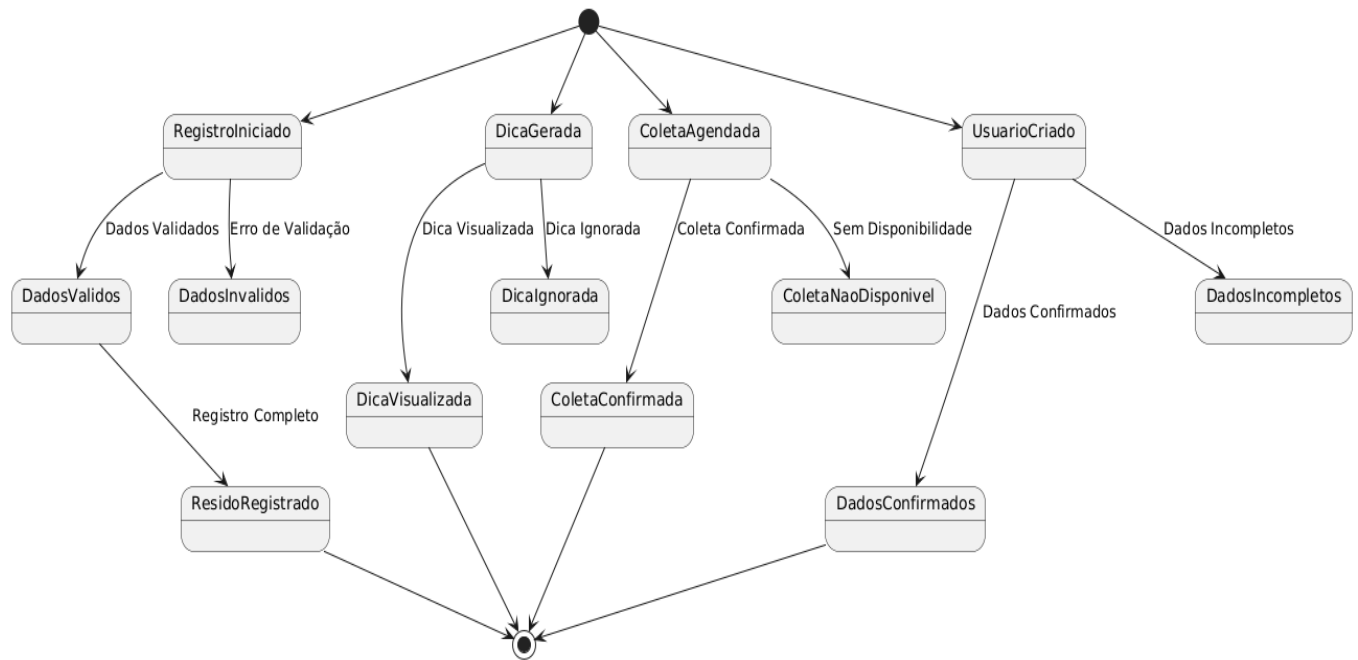 RegistroIniciado
DicaGerada
ColetaAgendada
UsuarioCriado
Dados Validados
Erro de Validação
Dica Visualizada
Dica Ignorada
Coleta Confirmada
Sem Disponibilidade
Dados Incompletos
DadosValidos
DadosInvalidos
DicaIgnorada
ColetaNaoDisponivel
DadosIncompletos
Dados Confirmados
DicaVisualizada
ColetaConfirmada
Registro Completo
ResidoRegistrado
DadosConfirmados